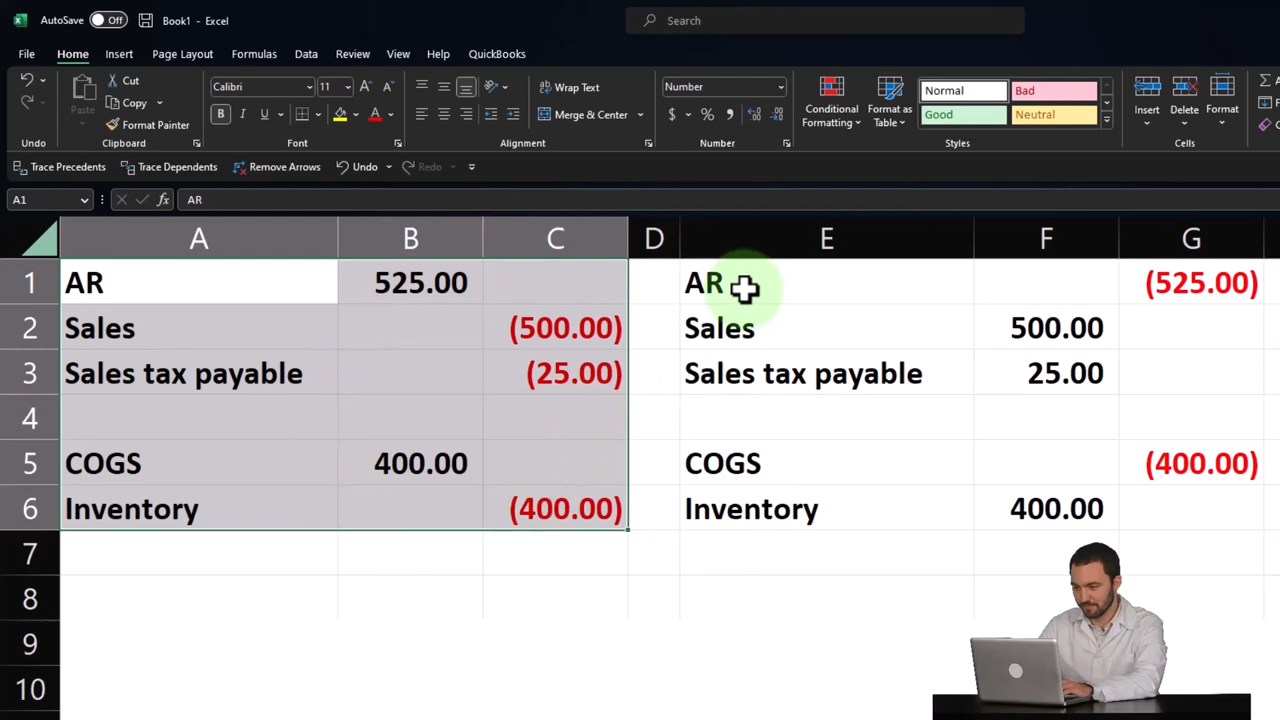 AutoSave Off Book1 - Excel Search
File Home Insert Page Layout Formulas Data Review View Help QuickBooks
Cut Calibri 11 Wrap Text Number Normal Bad
Paste Copy B I U Merge & Center $ % Conditional Formatting Format as Table Good Neutral Insert Delete Format
Format Painter
Undo Clipboard Font Alignment Number Styles Cells
Trace Precedents Trace Dependents Remove Arrows Undo Redo
A1 fx AR
A B C D E F G
1 AR 525.00 AR (525.00)
2 Sales (500.00) Sales 500.00
3 Sales tax payable (25.00) Sales tax payable 25.00
4
5 COGS 400.00 COGS (400.00)
6 Inventory (400.00) Inventory 400.00
7
8
9
10